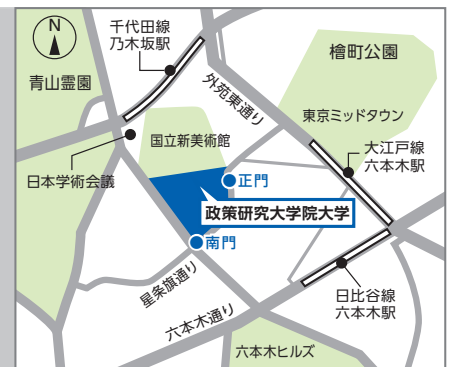 N
千代田線
乃木坂駅
檜町公園
青山霊園
外苑東通り
東京ミッドタウン
国立新美術館
大江戸線
六本木駅
日本学術会議
正門
政策研究大学院大学
南門
星条旗通り
日比谷線
六本木駅
六本木通り
六本木ヒルズ